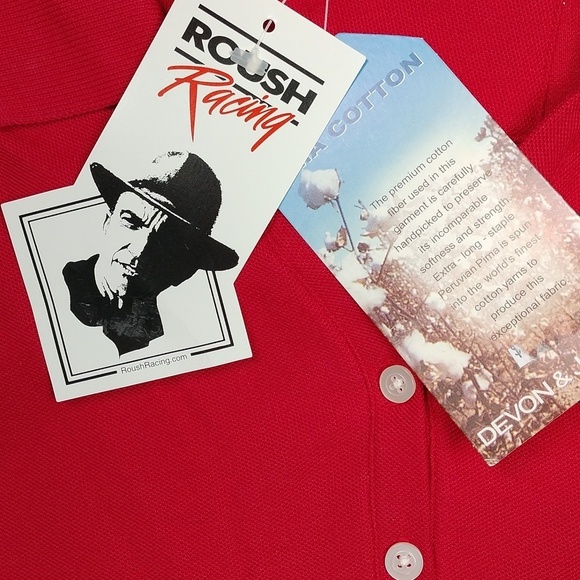 ROUSH
Racing
RoushRacing.com
COTTON
The premium cotton
fiber used in this
garment is carefully
handpicked to preserve
its incomparable
softness and strength
Extra - long - staple
Peruvian Pima is spun
into the world's finest
cotton yarns to
produce this
exceptional fabric.
DEVON &